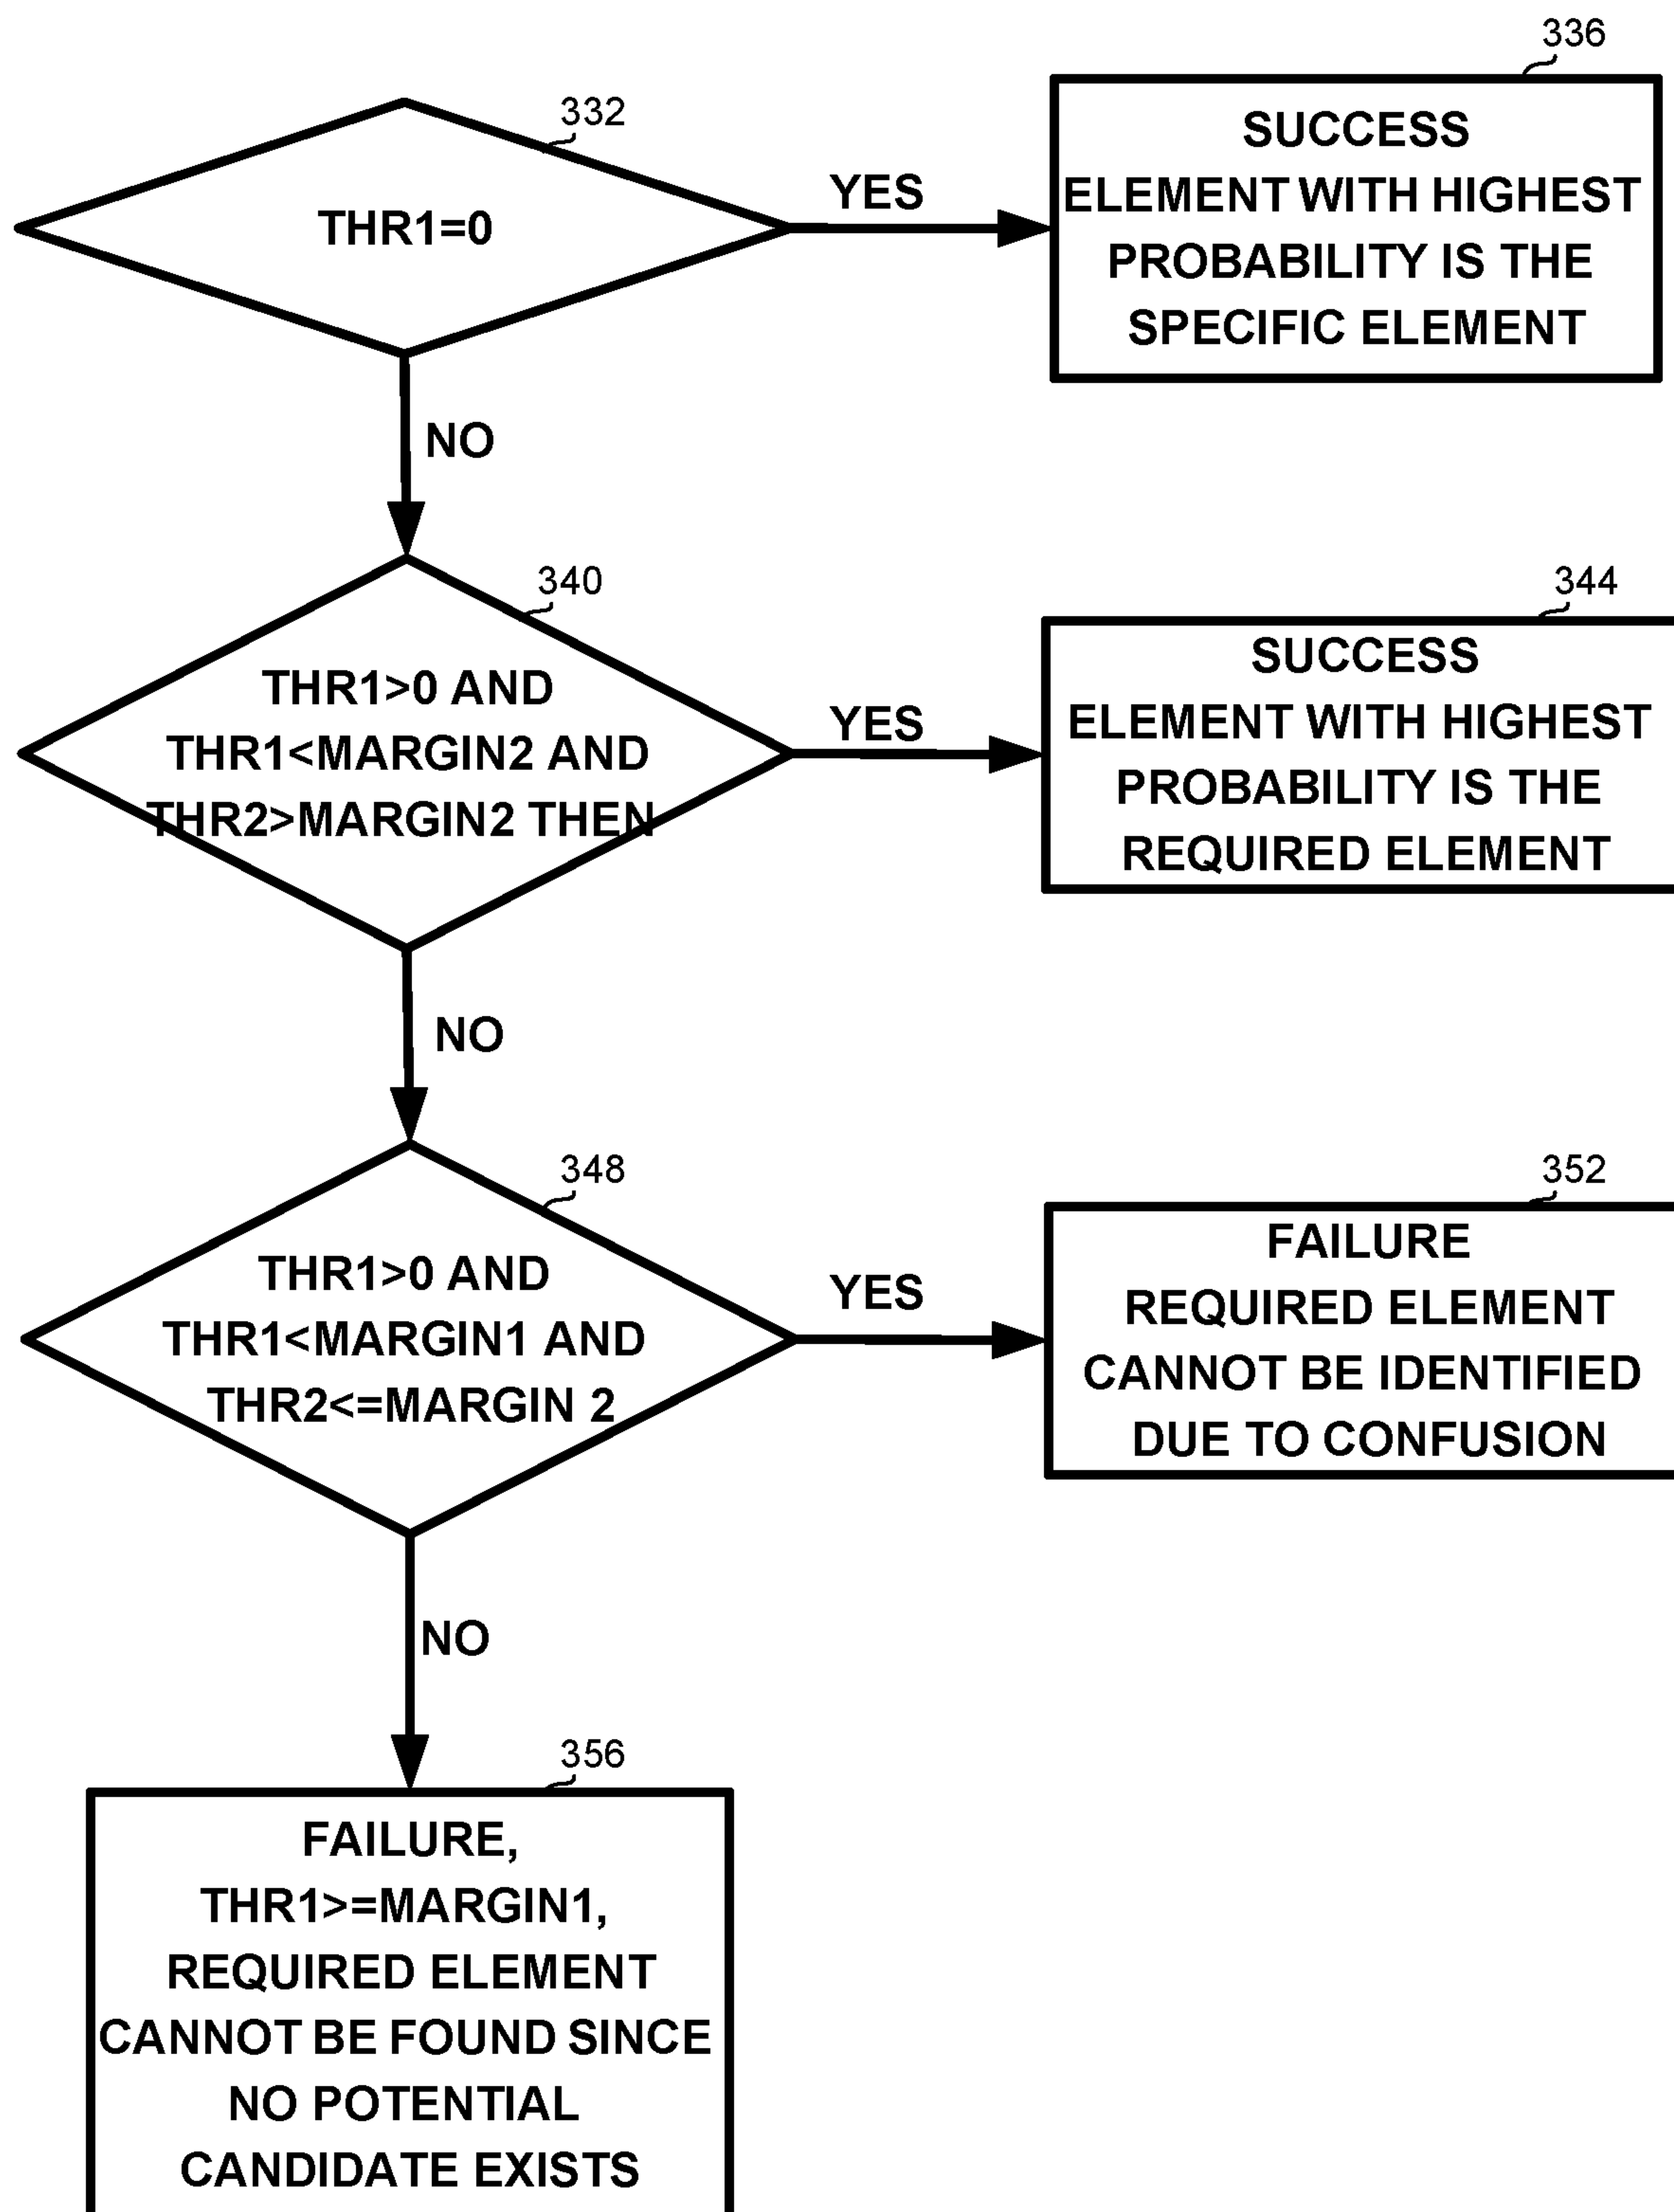 336
332
SUCCESS
ELEMENT WITH HIGHEST
PROBABILITY IS THE
SPECIFIC ELEMENT
THR1=0
YES
NO
340
344
THR1>0 AND
THR1<MARGIN2 AND
THR2>MARGIN2 THEN
YES
SUCCESS
ELEMENT WITH HIGHEST
PROBABILITY IS THE
REQUIRED ELEMENT
NO
348
352
THR1>0 AND
THR1<MARGIN1 AND
THR2<=MARGIN 2
YES
FAILURE
REQUIRED ELEMENT
CANNOT BE IDENTIFIED
DUE TO CONFUSION
NO
356
FAILURE,
THR1>=MARGIN1,
REQUIRED ELEMENT
CANNOT BE FOUND SINCE
NO POTENTIAL
CANDIDATE EXISTS